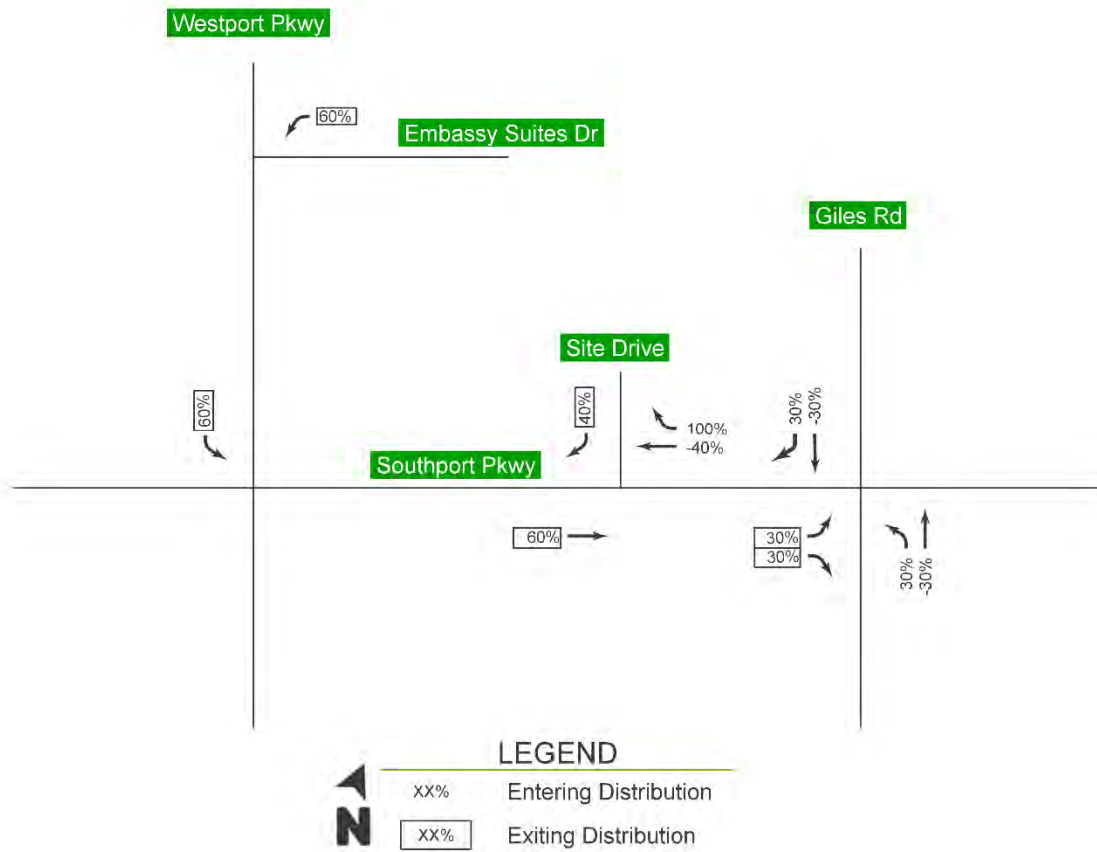 Westport Pkwy
60%
Embassy Suites Dr
Giles Rd
Site Drive
60%
40%
100%
-40%
30%
-30%
Southport Pkwy
60%
30%
30%
30%
-30%
LEGEND
XX% Entering Distribution
N
XX% Exiting Distribution